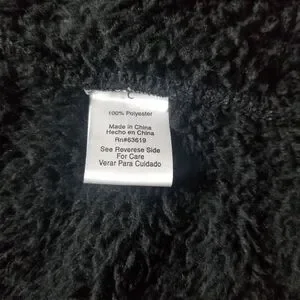 100% Polyester
Made in China
Hecho en China
Rn#63619
See Reverese Side
For Care
Verar Para Cuidado